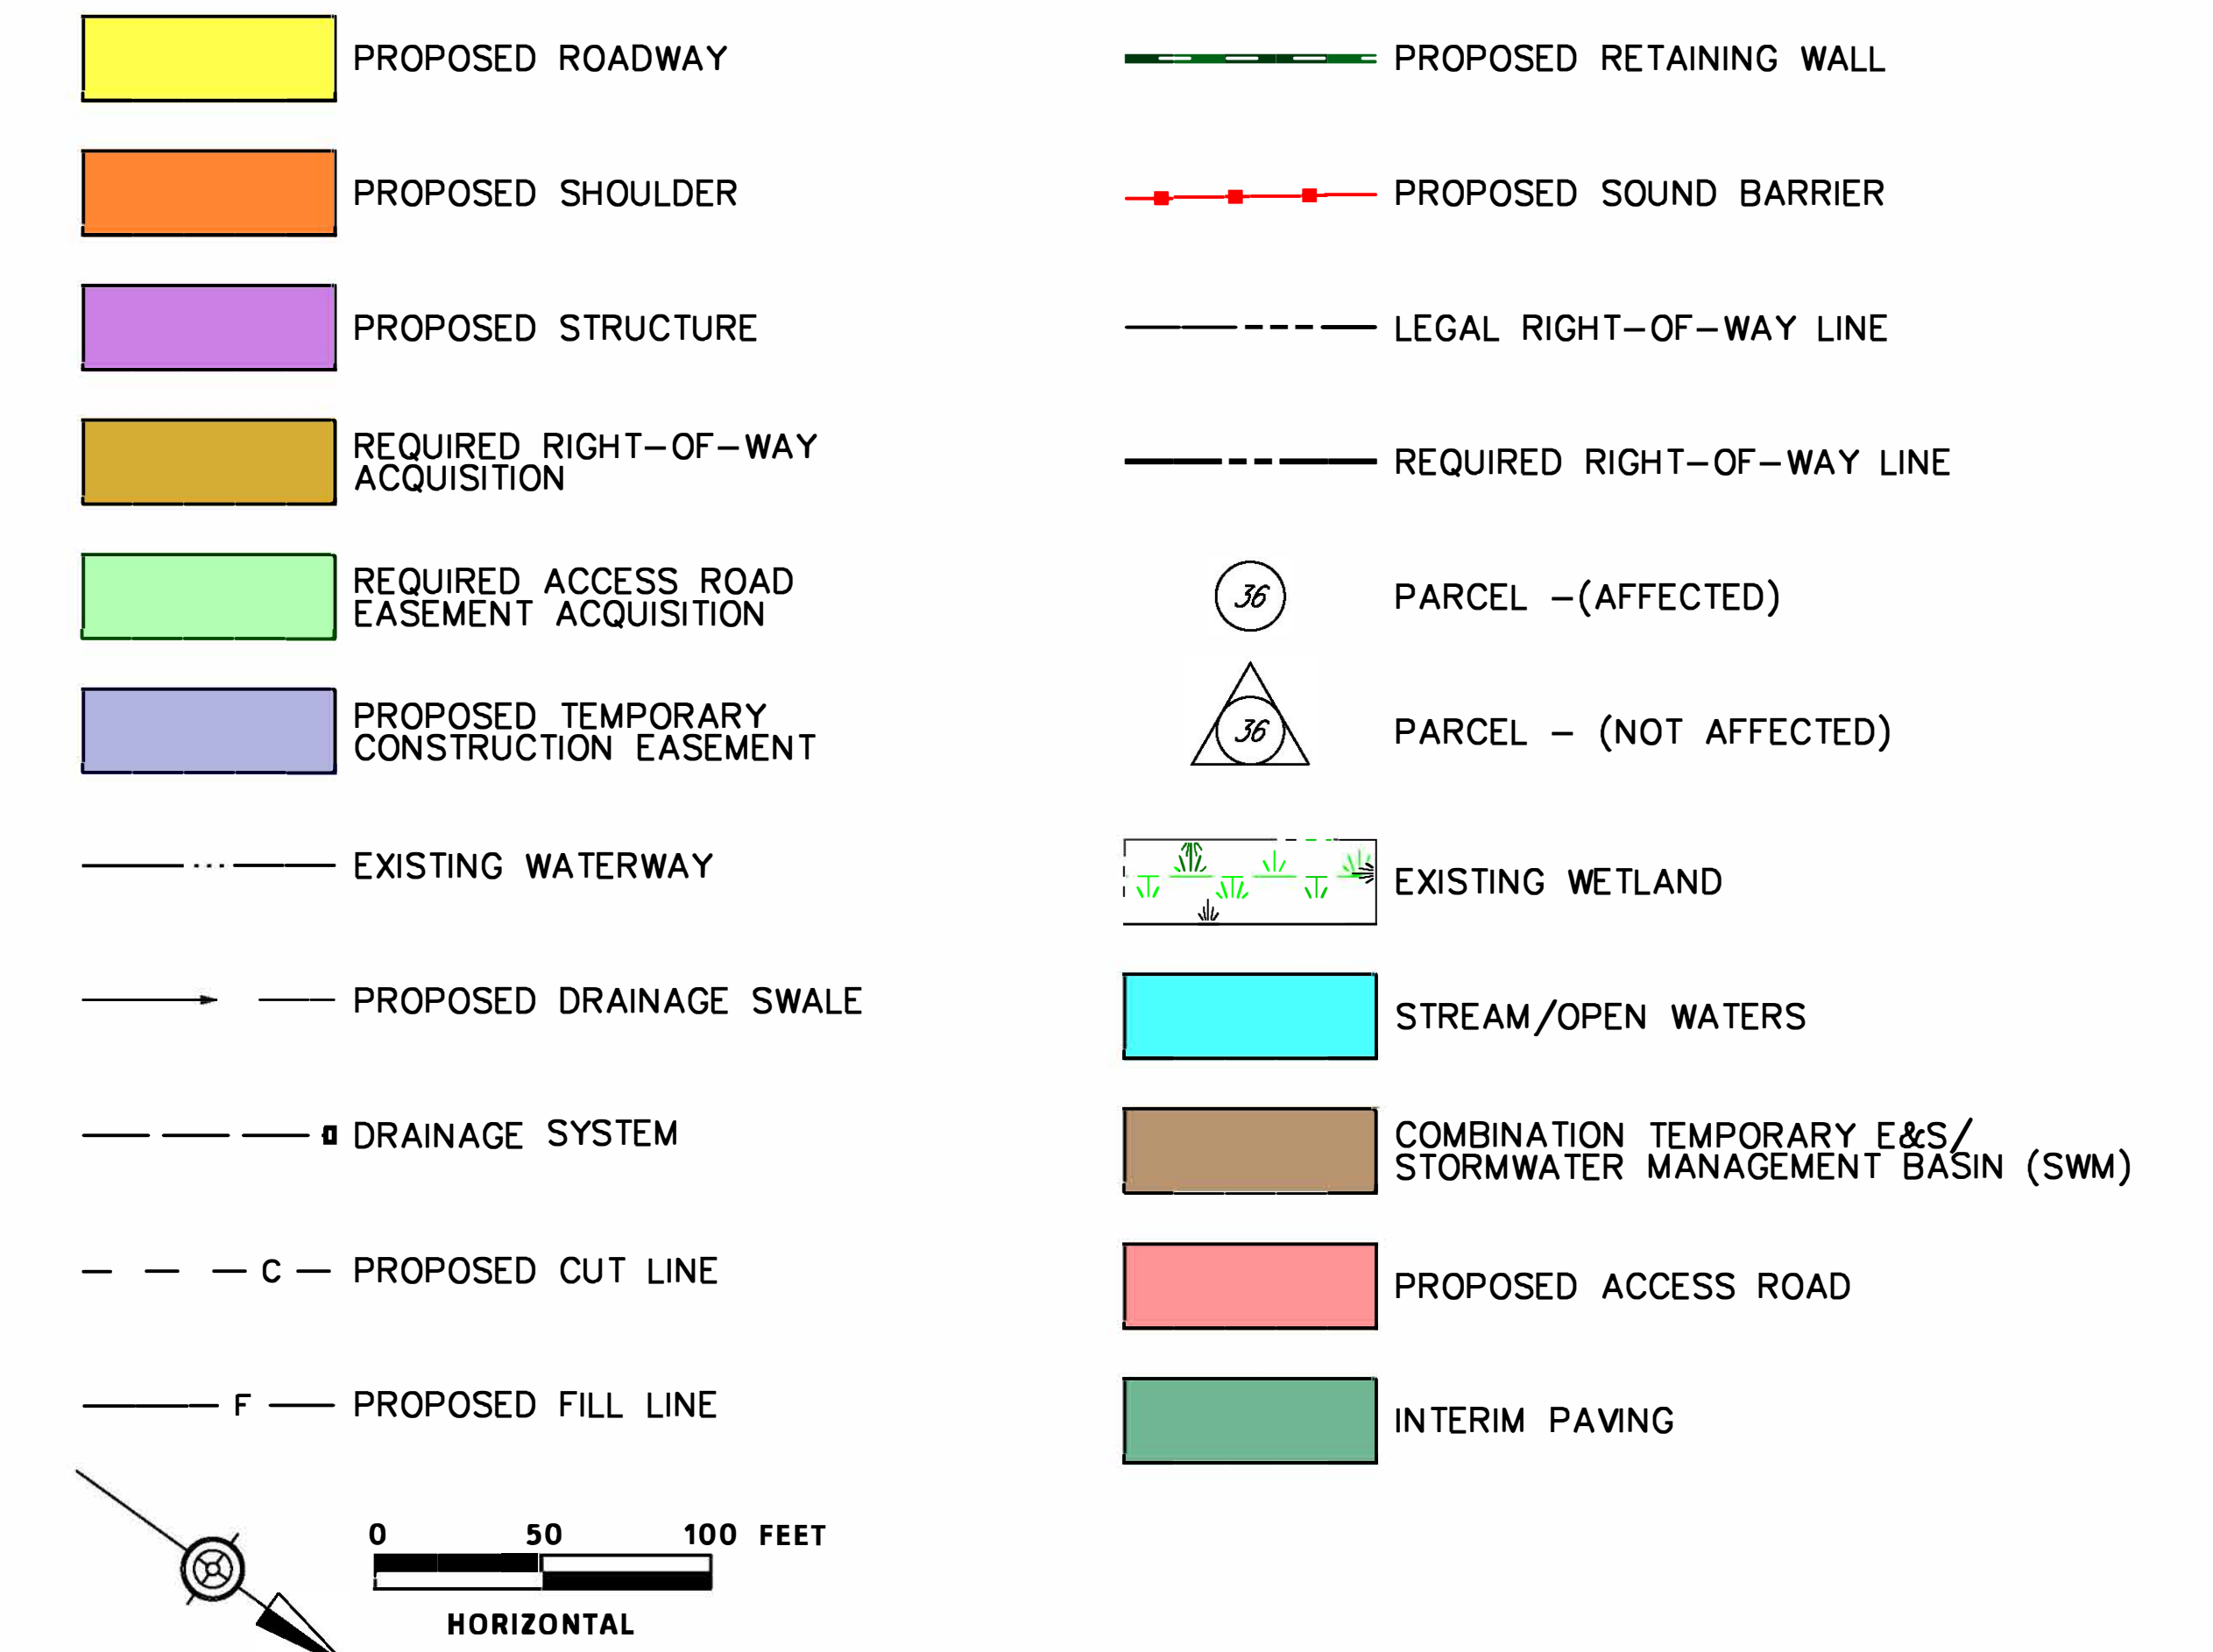 PROPOSED ROADWAY
PROPOSED SHOULDER
PROPOSED STRUCTURE
REQUIRED RIGHT-OF-WAY
ACQUISITION
REQUIRED ACCESS ROAD
EASEMENT ACQUISITION
PROPOSED TEMPORARY
CONSTRUCTION EASEMENT
EXISTING WATERWAY
PROPOSED DRAINAGE SWALE
DRAINAGE SYSTEM
C
PROPOSED CUT LINE
F
PROPOSED FILL LINE
0 50 100 FEET
HORIZONTAL
PROPOSED RETAINING WALL
PROPOSED SOUND BARRIER
LEGAL RIGHT-OF-WAY LINE
REQUIRED RIGHT-OF-WAY LINE
36
PARCEL -(AFFECTED)
36
PARCEL - (NOT AFFECTED)
EXISTING WETLAND
STREAM/OPEN WATERS
COMBINATION TEMPORARY E&S/
STORMWATER MANAGEMENT BASIN (SWM)
PROPOSED ACCESS ROAD
INTERIM PAVING